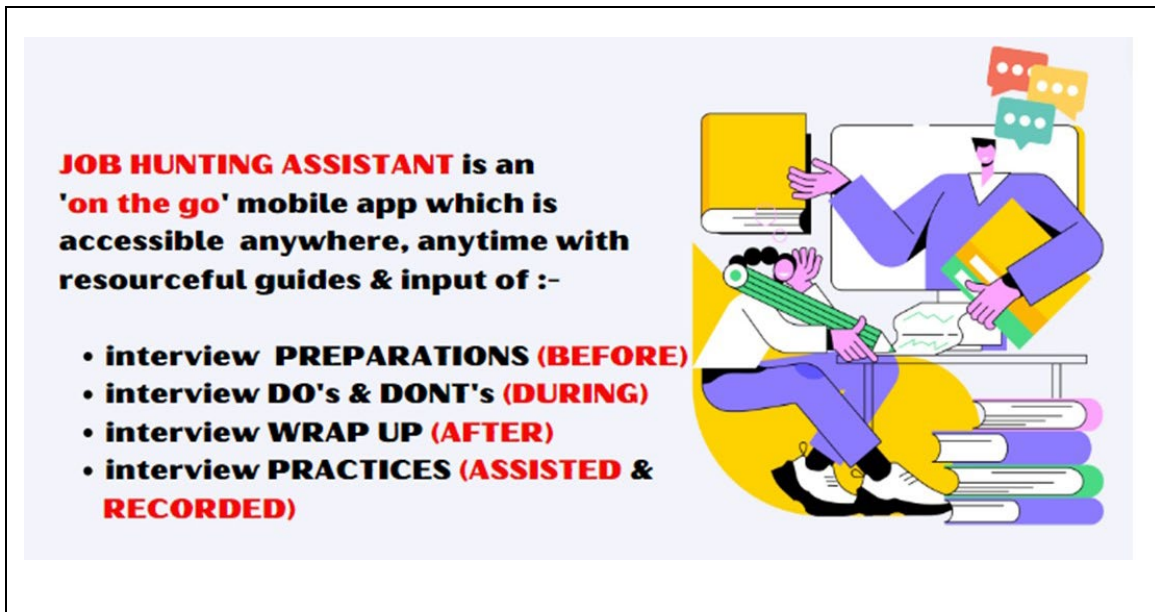 JOB HUNTING ASSISTANT is an
'on the go' mobile app which is
accessible anywhere, anytime with
resourceful guides & input of :-
• interview PREPARATIONS (BEFORE)
• interview DO's & DONT's (DURING)
• interview WRAP UP (AFTER)
• interview PRACTICES (ASSISTED &
RECORDED)